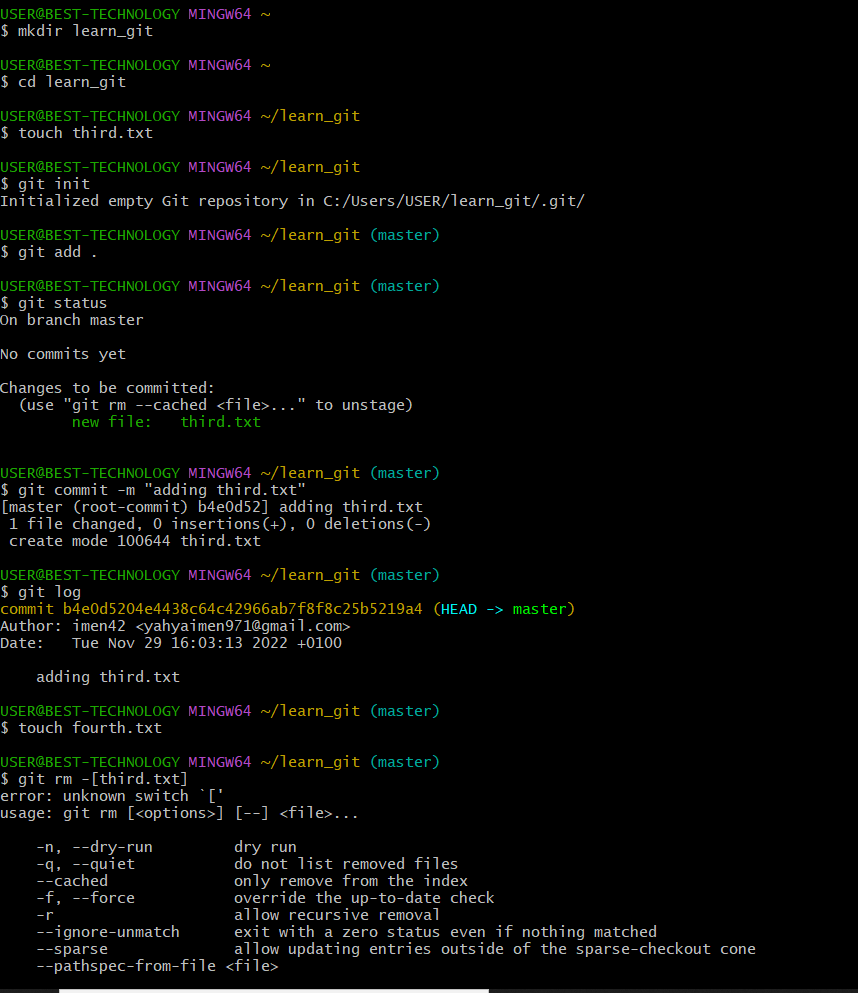 USER@BEST-TECHNOLOGY MINGW64 ~
$ mkdir learn_git
USER@BEST-TECHNOLOGY MINGW64 ~
$ cd learn_git
USER@BEST-TECHNOLOGY MINGW64 ~/learn_git
$ touch third.txt
USER@BEST-TECHNOLOGY MINGW64 ~/learn_git
$ git init
Initialized empty Git repository in C:/Users/USER/learn_git/.git/
USER@BEST-TECHNOLOGY MINGW64 ~/learn_git (master)
$ git add .
USER@BEST-TECHNOLOGY MINGW64 ~/learn_git (master)
$ git status
On branch master
No commits yet
Changes to be committed:
  (use "git rm --cached <file>..." to unstage)
        new file:   third.txt
USER@BEST-TECHNOLOGY MINGW64 ~/learn_git (master)
$ git commit -m "adding third.txt"
[master (root-commit) b4e0d52] adding third.txt
 1 file changed, 0 insertions(+), 0 deletions(-)
 create mode 100644 third.txt
USER@BEST-TECHNOLOGY MINGW64 ~/learn_git (master)
$ git log
commit b4e0d5204e4438c64c42966ab7f8f8c25b5219a4 (HEAD -> master)
Author: imen42 <yahyaimen971@gmail.com>
Date:   Tue Nov 29 16:03:13 2022 +0100
    adding third.txt
USER@BEST-TECHNOLOGY MINGW64 ~/learn_git (master)
$ touch fourth.txt
USER@BEST-TECHNOLOGY MINGW64 ~/learn_git (master)
$ git rm -[third.txt]
error: unknown switch `['
usage: git rm [<options>] [--] <file>...
    -n, --dry-run         dry run
    -q, --quiet           do not list removed files
    --cached              only remove from the index
    -f, --force           override the up-to-date check
    -r                    allow recursive removal
    --ignore-unmatch      exit with a zero status even if nothing matched
    --sparse              allow updating entries outside of the sparse-checkout cone
    --pathspec-from-file <file>